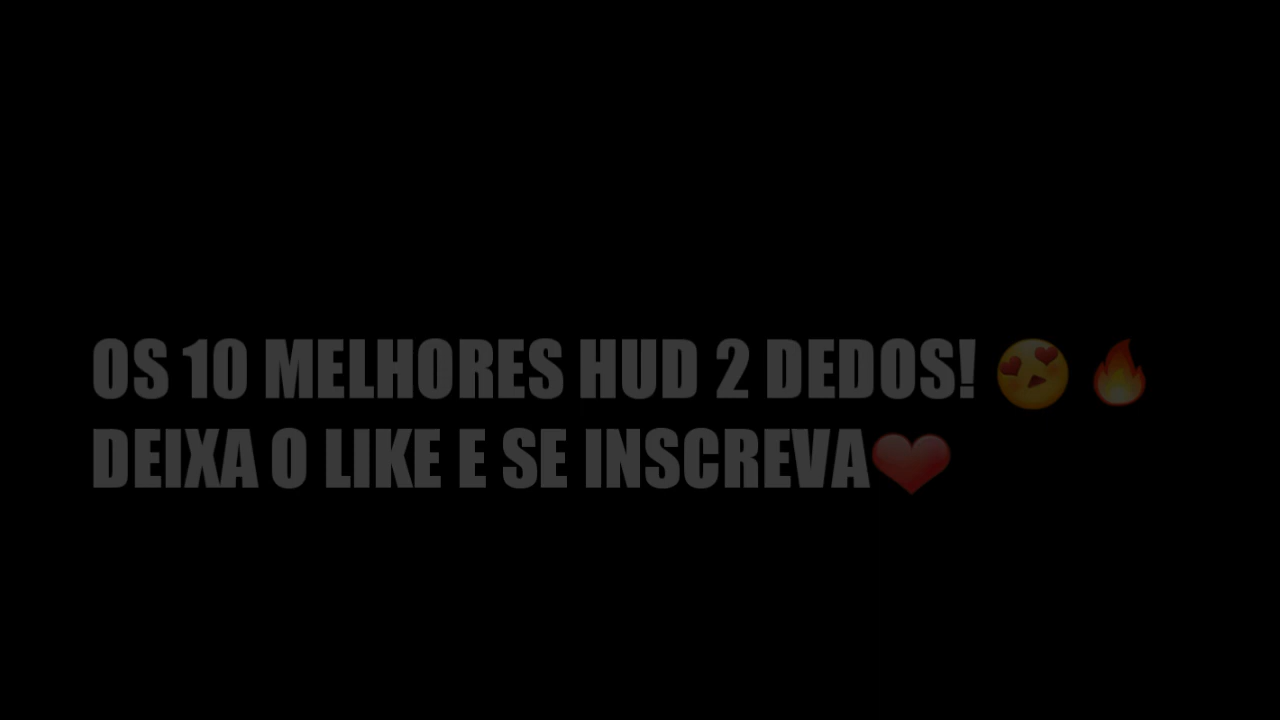 OS 10 MELHORES HUD 2 DEDOS! 😍 🔥
DEIXA O LIKE E SE INSCREVA❤